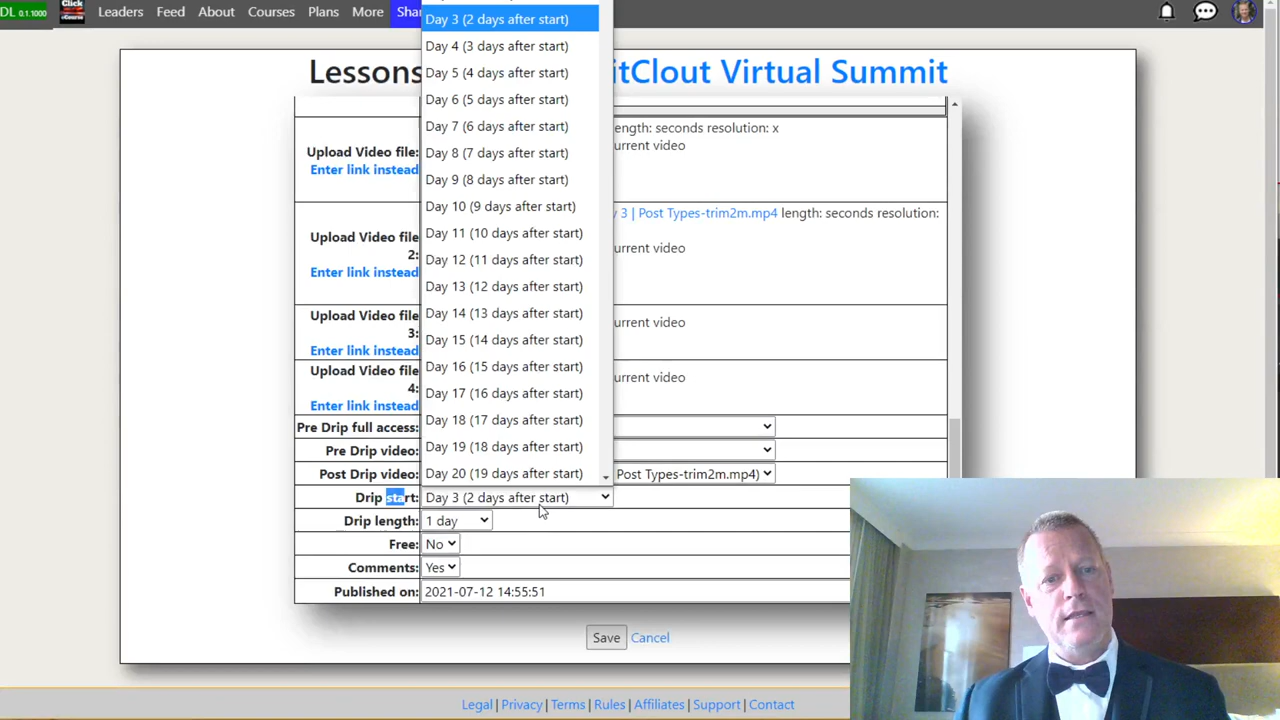 DL 0.1.1000
Click
eCourse
Leaders Feed About Courses Plans More Shar
Lessons itClout Virtual Summit
Day 3 (2 days after start)
Day 4 (3 days after start)
Day 5 (4 days after start)
Day 6 (5 days after start)
Day 7 (6 days after start)
Day 8 (7 days after start)
Day 9 (8 days after start)
Day 10 (9 days after start)
Day 11 (10 days after start)
Day 12 (11 days after start)
Day 13 (12 days after start)
Day 14 (13 days after start)
Day 15 (14 days after start)
Day 16 (15 days after start)
Day 17 (16 days after start)
Day 18 (17 days after start)
Day 19 (18 days after start)
Day 20 (19 days after start)
Upload Video file:
Enter link instead
length: seconds resolution: x
urrent video
Upload Video file
2:
Enter link instead
y 3 | Post Types-trim2m.mp4 length: seconds resolution:
urrent video
Upload Video file
3:
Enter link instead
urrent video
Upload Video file
4:
Enter link instead
urrent video
Pre Drip full access:
Pre Drip video:
Post Drip video: Post Types-trim2m.mp4)
Drip start: Day 3 (2 days after start)
Drip length: 1 day
Free: No
Comments: Yes
Published on: 2021-07-12 14:55:51
Save Cancel
Legal | Privacy | Terms | Rules | Affiliates | Support | Contact